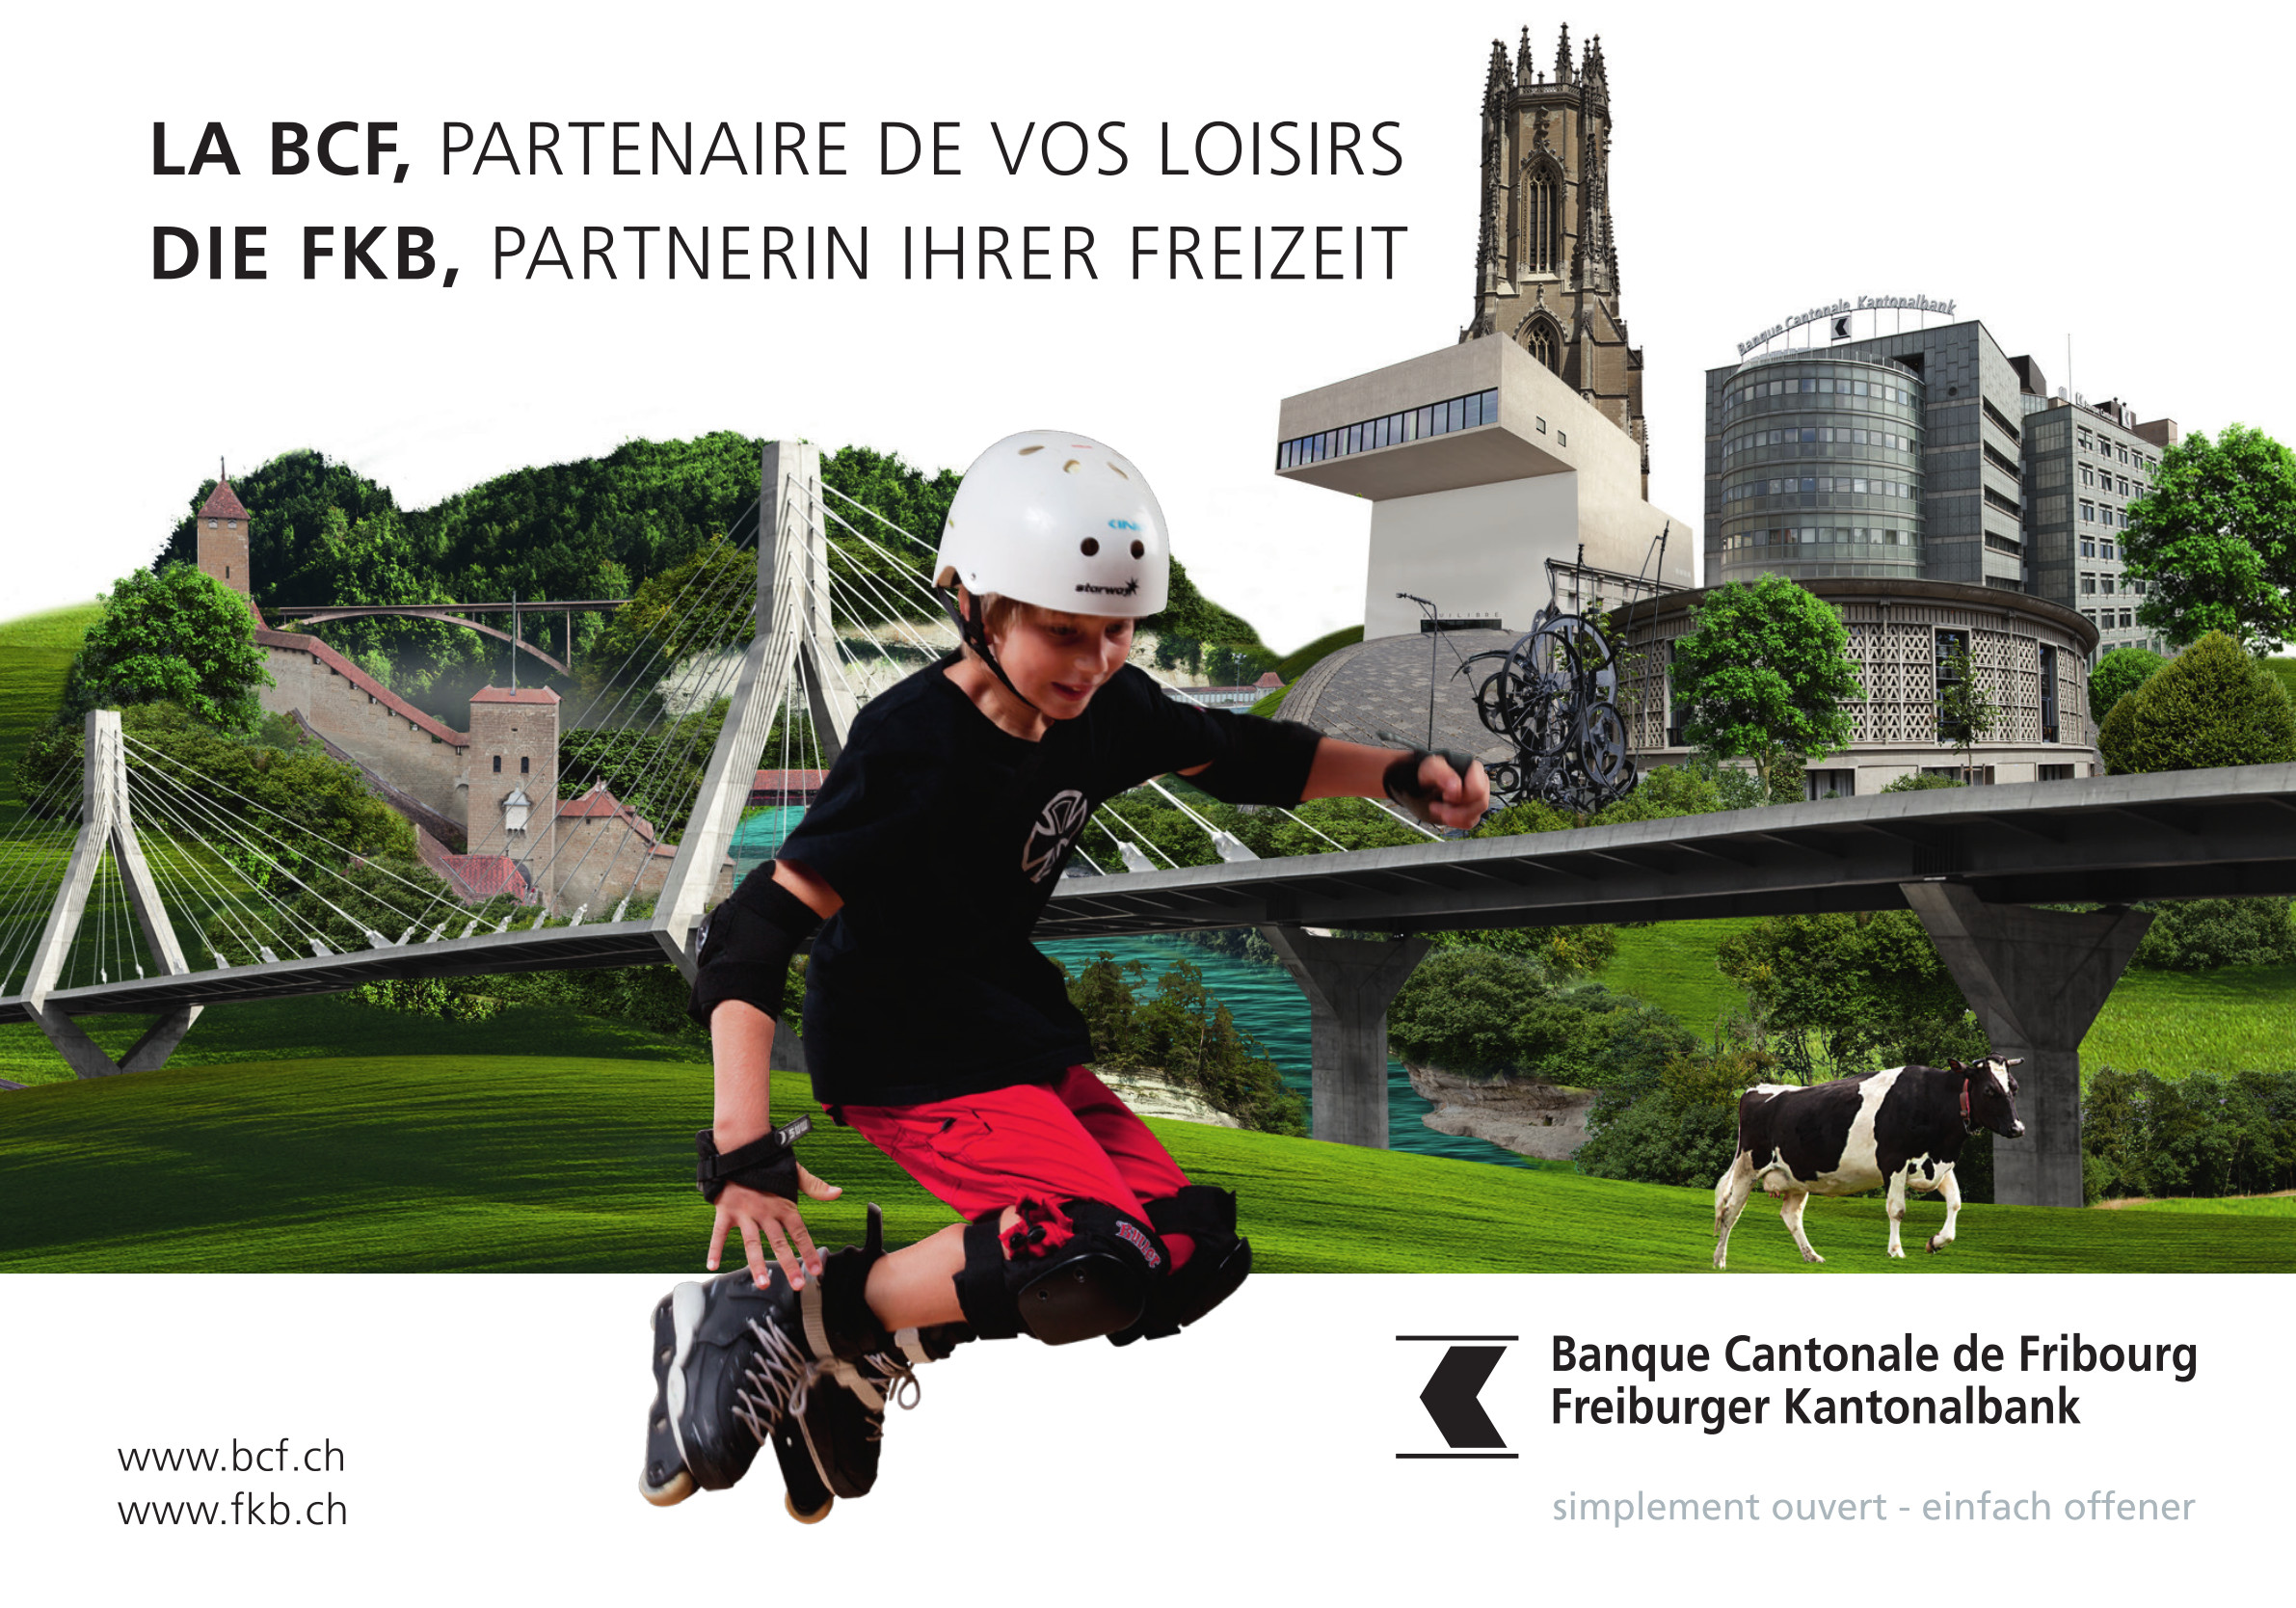 LA BCF, PARTENAIRE DE VOS LOISIRS
DIE FKB, PARTNERIN IHRER FREIZEIT
Banque Cantonale Kantonalbank
starway
Banque Cantonale de Fribourg
Freiburger Kantonalbank
www.bcf.ch
www.fkb.ch
simplement ouvert - einfach offener